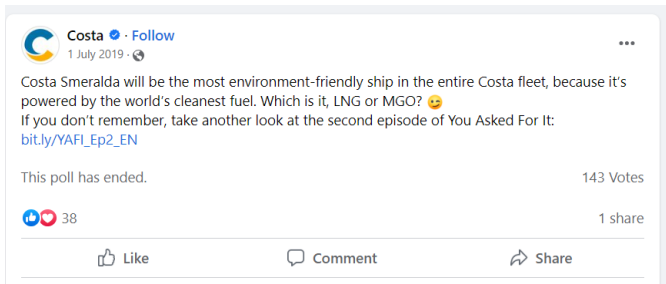 Costa · Follow
1 July 2019 ·
Costa Smeralda will be the most environment-friendly ship in the entire Costa fleet, because it's
powered by the world's cleanest fuel. Which is it, LNG or MGO? 😉
If you don't remember, take another look at the second episode of You Asked For It:
bit.ly/YAFI_Ep2_EN
This poll has ended. 143 Votes
38 1 share
Like Comment Share